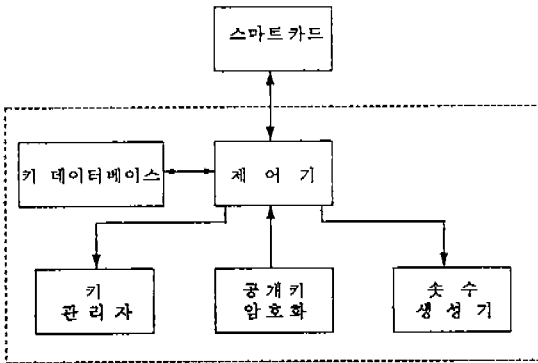 스마트카드
키 데이터베이스
제 어 기
키
관리자
공개키
암호화
솟 수
생성기